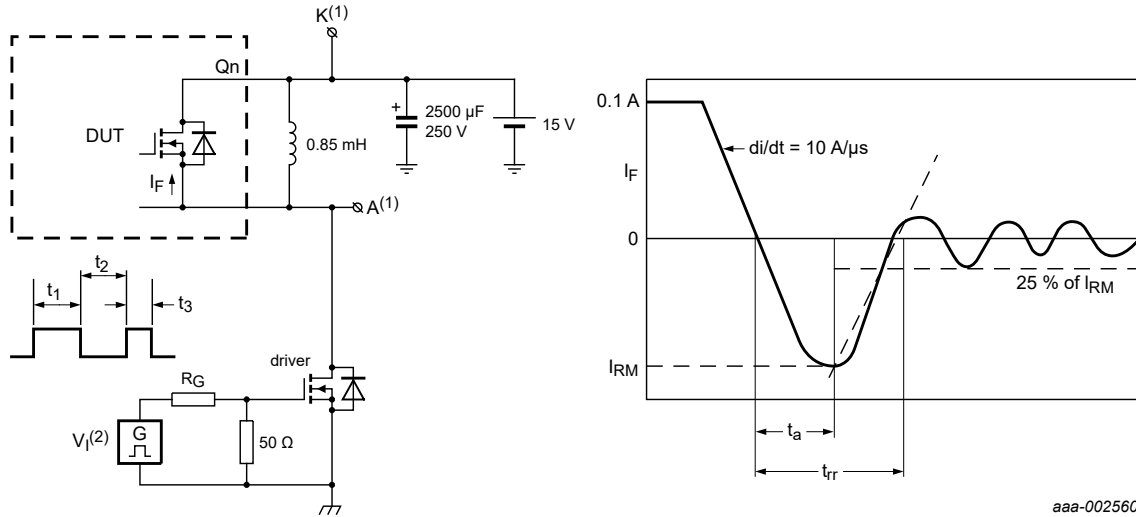 K(1)
Qn
DUT
IF
0.85 mH
+
2500 µF
250 V
15 V
A(1)
t1
t2
t3
driver
RG
VI(2)
G
50 Ω
0.1 A
di/dt = 10 A/µs
IF
0
25 % of IRM
IRM
ta
trr
aaa-002560